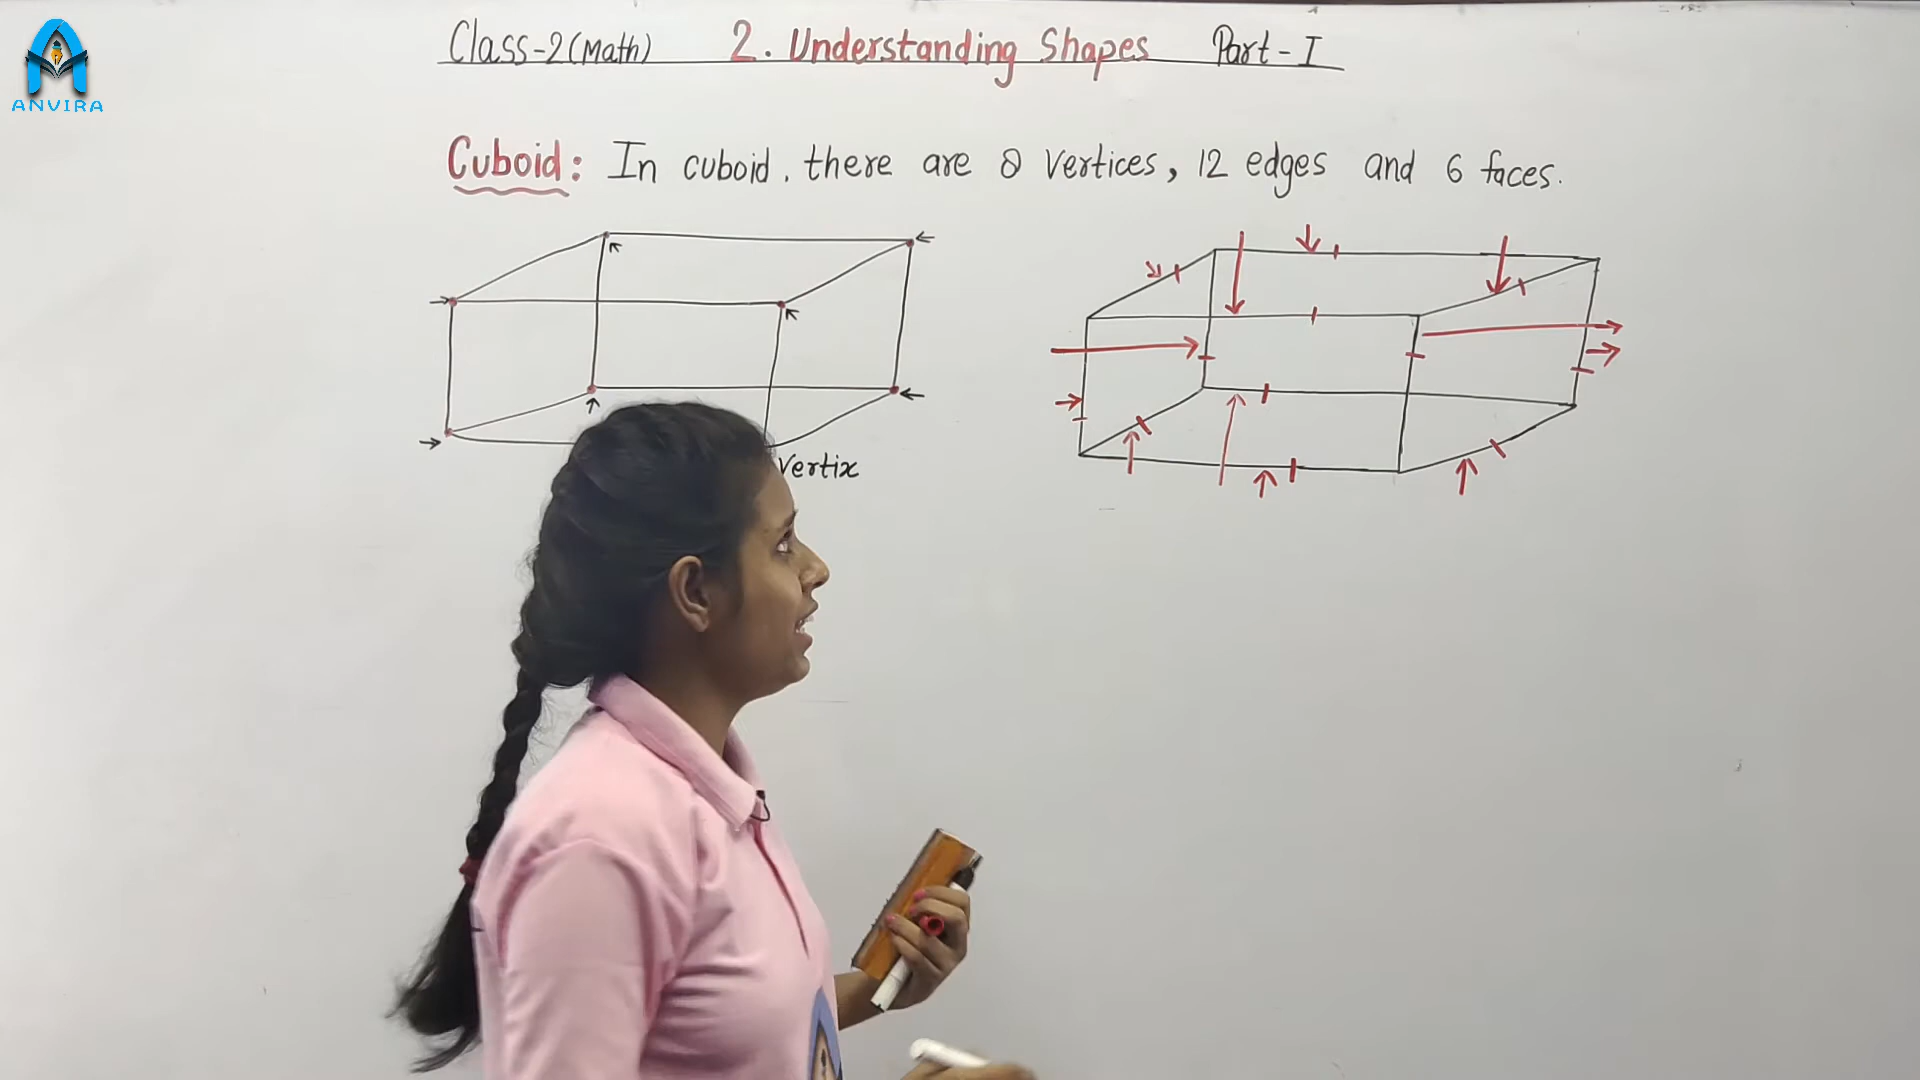 ANVIRA
Class-2(Math) 2. Understanding Shapes Part-I
Cuboid: In cuboid, there are 8 vertices, 12 edges and 6 faces.
Vertix